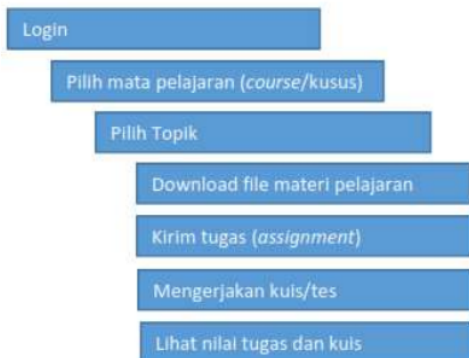 Login
Pilih mata pelajaran (course/kusus)
Pilih Topik
Download file materi pelajaran
Kirim tugas (assignment)
Mengerjakan kuis/tes
Lihat nilai tugas dan kuis